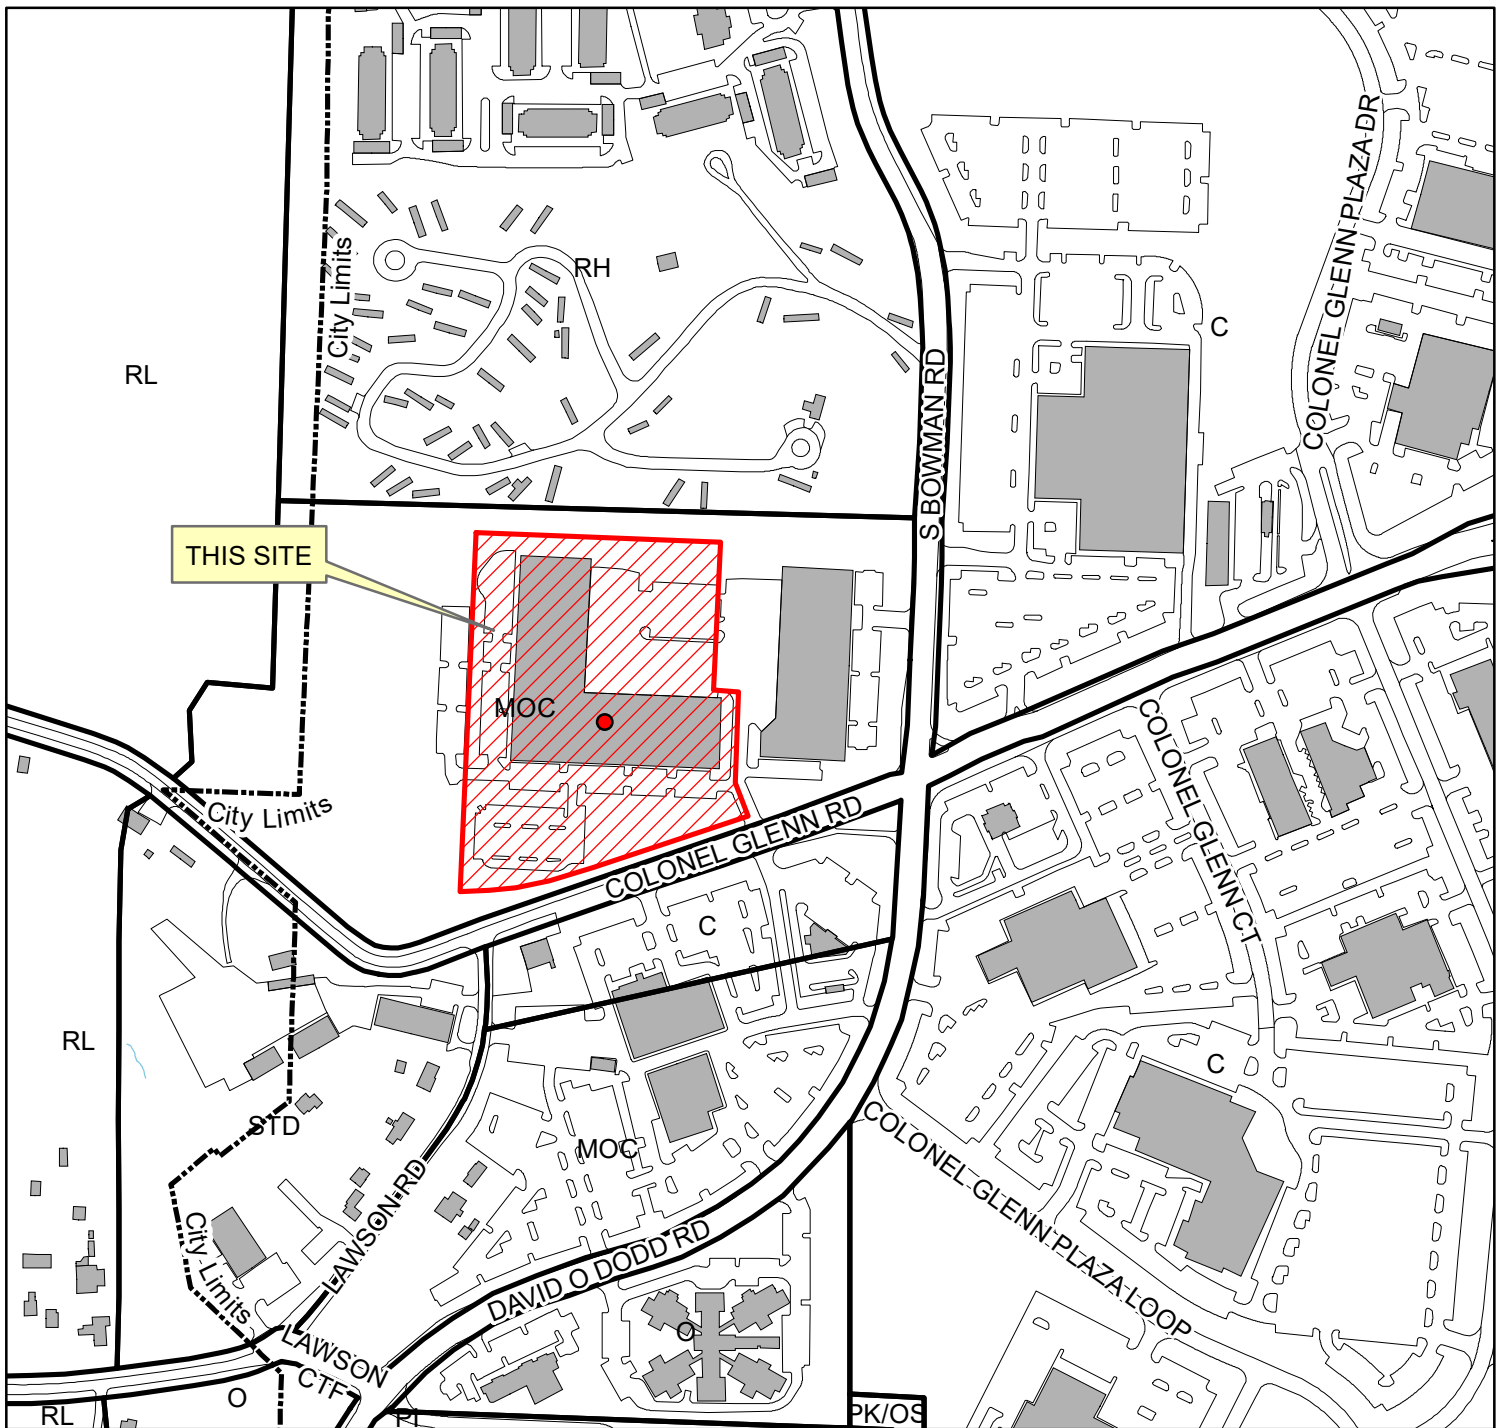 COLONEL GLENN PLAZA DR
City Limits
RH
C
RL
S BOWMAN RD
THIS SITE
MOC
COLONEL GLENN CT
City Limits
COLONEL GLENN RD
C
RL
C
STD
MOC
LAWSON RD
COLONEL GLENN PLAZA LOOP
City Limits
DAVID O DODD RD
O
LAWSON
CTF
O
RL
PI
PK/OS